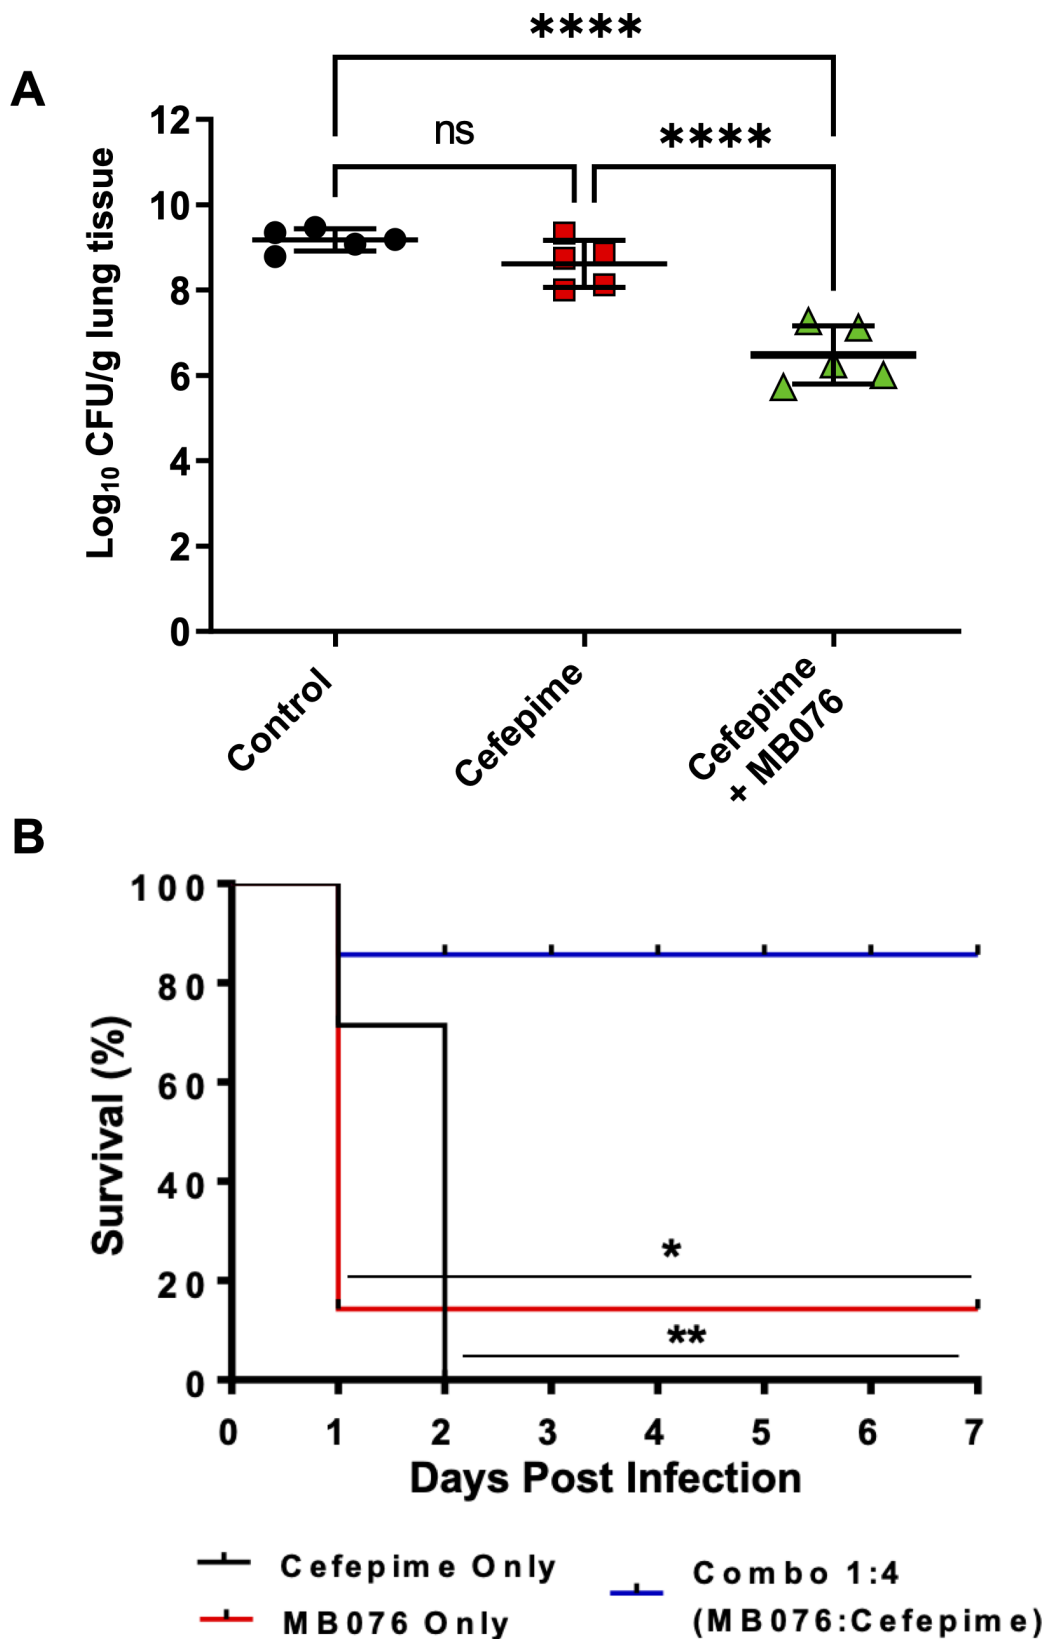 A
****
ns
****
12
10
8
6
4
2
0
Log10 CFU/g lung tissue
Control
Cefepime
Cefepime
+ MB076
B
100
80
60
40
20
0
Survival (%)
*
**
0 1 2 3 4 5 6 7
Days Post Infection
Cefepime Only
MB076 Only
Combo 1:4
(MB076:Cefepime)